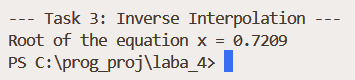 --- Task 3: Inverse Interpolation ---
Root of the equation x = 0.7209
PS C:\prog_proj\laba_4>